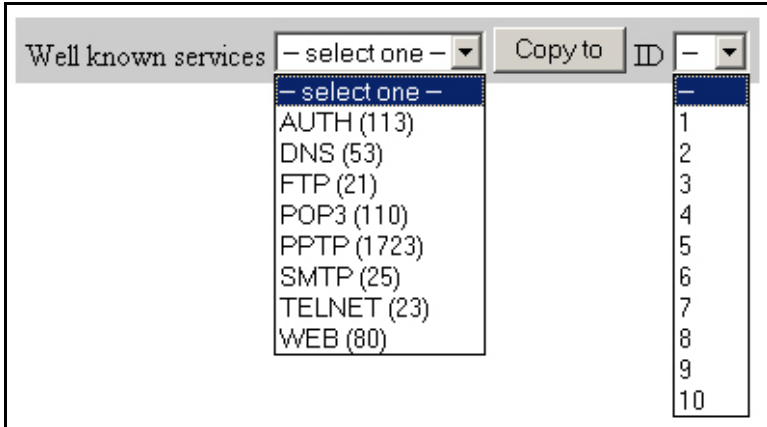 Well known services – select one – Copy to ID –
– select one –
AUTH (113)
DNS (53)
FTP (21)
POP3 (110)
PPTP (1723)
SMTP (25)
TELNET (23)
WEB (80)
–
1
2
3
4
5
6
7
8
9
10